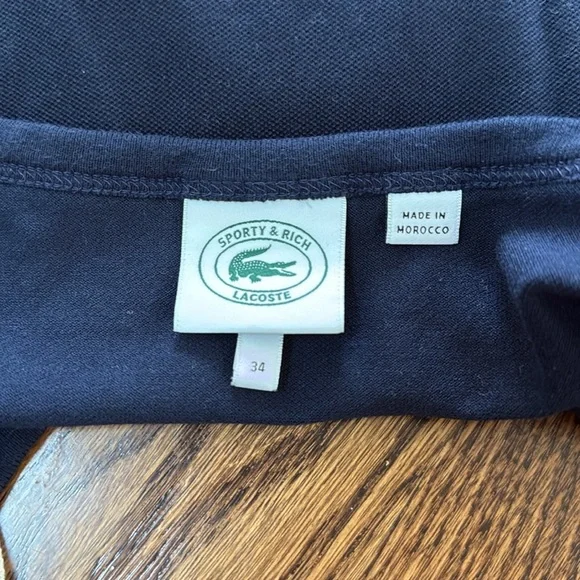 SPORTY & RICH
LACOSTE
34
MADE IN
MOROCCO